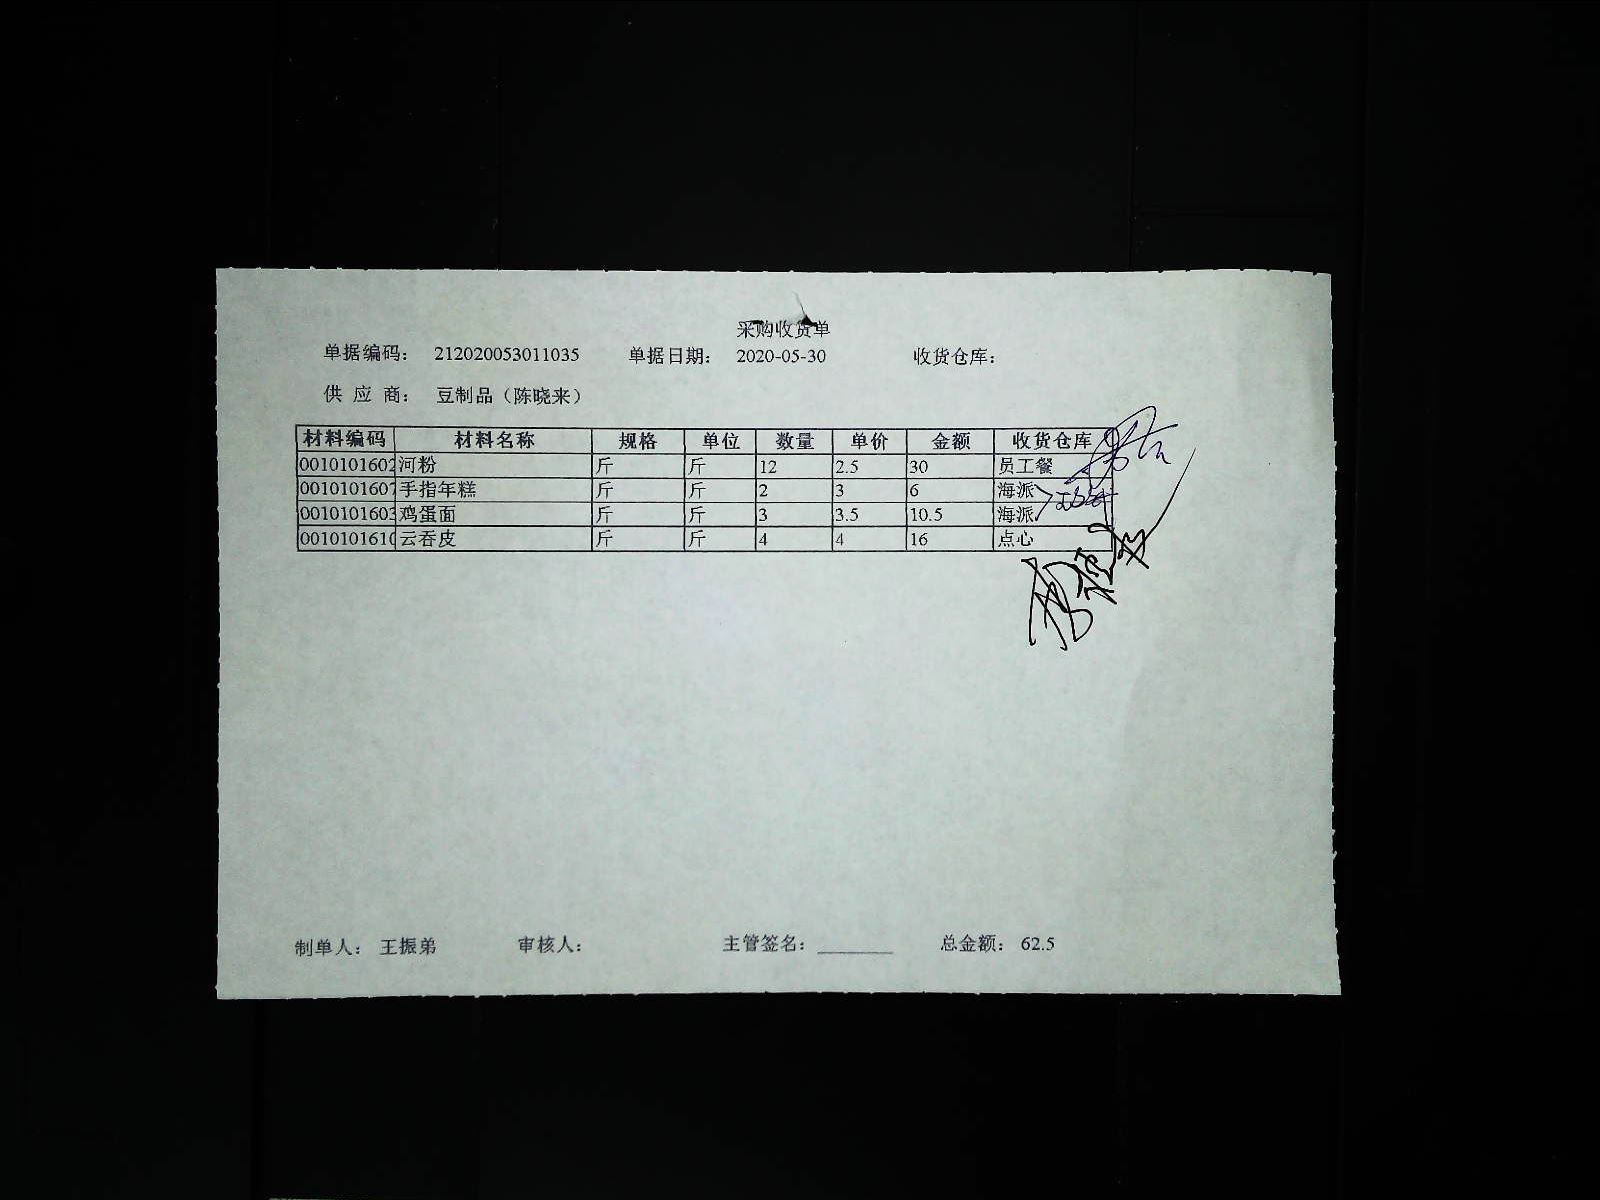 采购收货单
单据编码： 212020053011035 单据日期： 2020-05-30 收货仓库：
供 应 商： 豆制品（陈晓来）
材料编码 材料名称 规格 单位 数量 单价 金额 收货仓库
0010101602 河粉 斤 斤 12 2.5 30 员工餐
0010101607 手指年糕 斤 斤 2 3 6 海派
0010101603 鸡蛋面 斤 斤 3 3.5 10.5 海派
0010101610 云吞皮 斤 斤 4 4 16 点心
制单人： 王振弟 审核人： 主管签名： ________ 总金额： 62.5